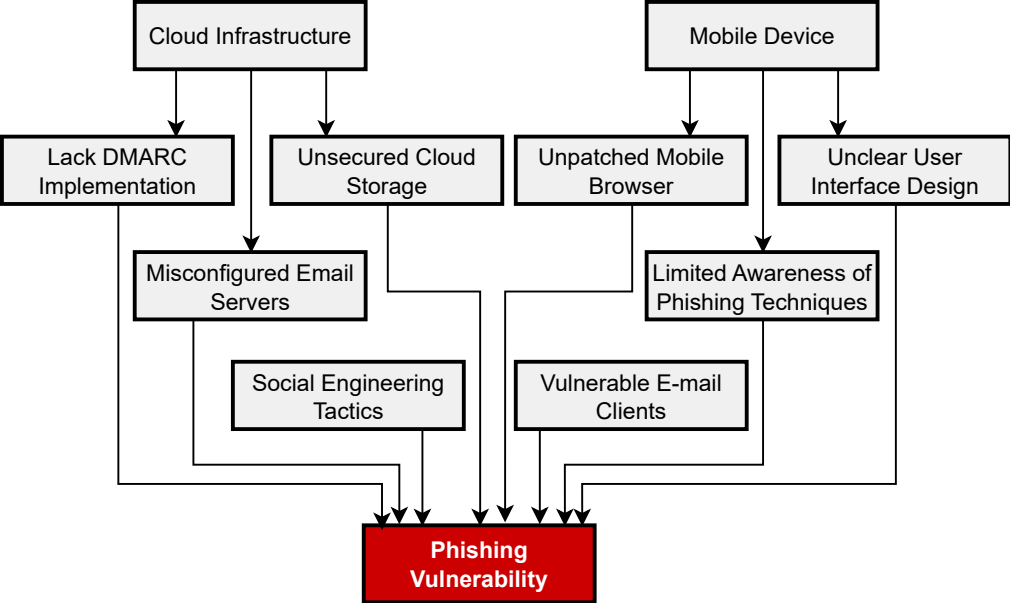 Cloud Infrastructure
Mobile Device
Lack DMARC
Implementation
Unsecured Cloud
Storage
Unpatched Mobile
Browser
Unclear User
Interface Design
Misconfigured Email
Servers
Limited Awareness of
Phishing Techniques
Social Engineering
Tactics
Vulnerable E-mail
Clients
Phishing
Vulnerability